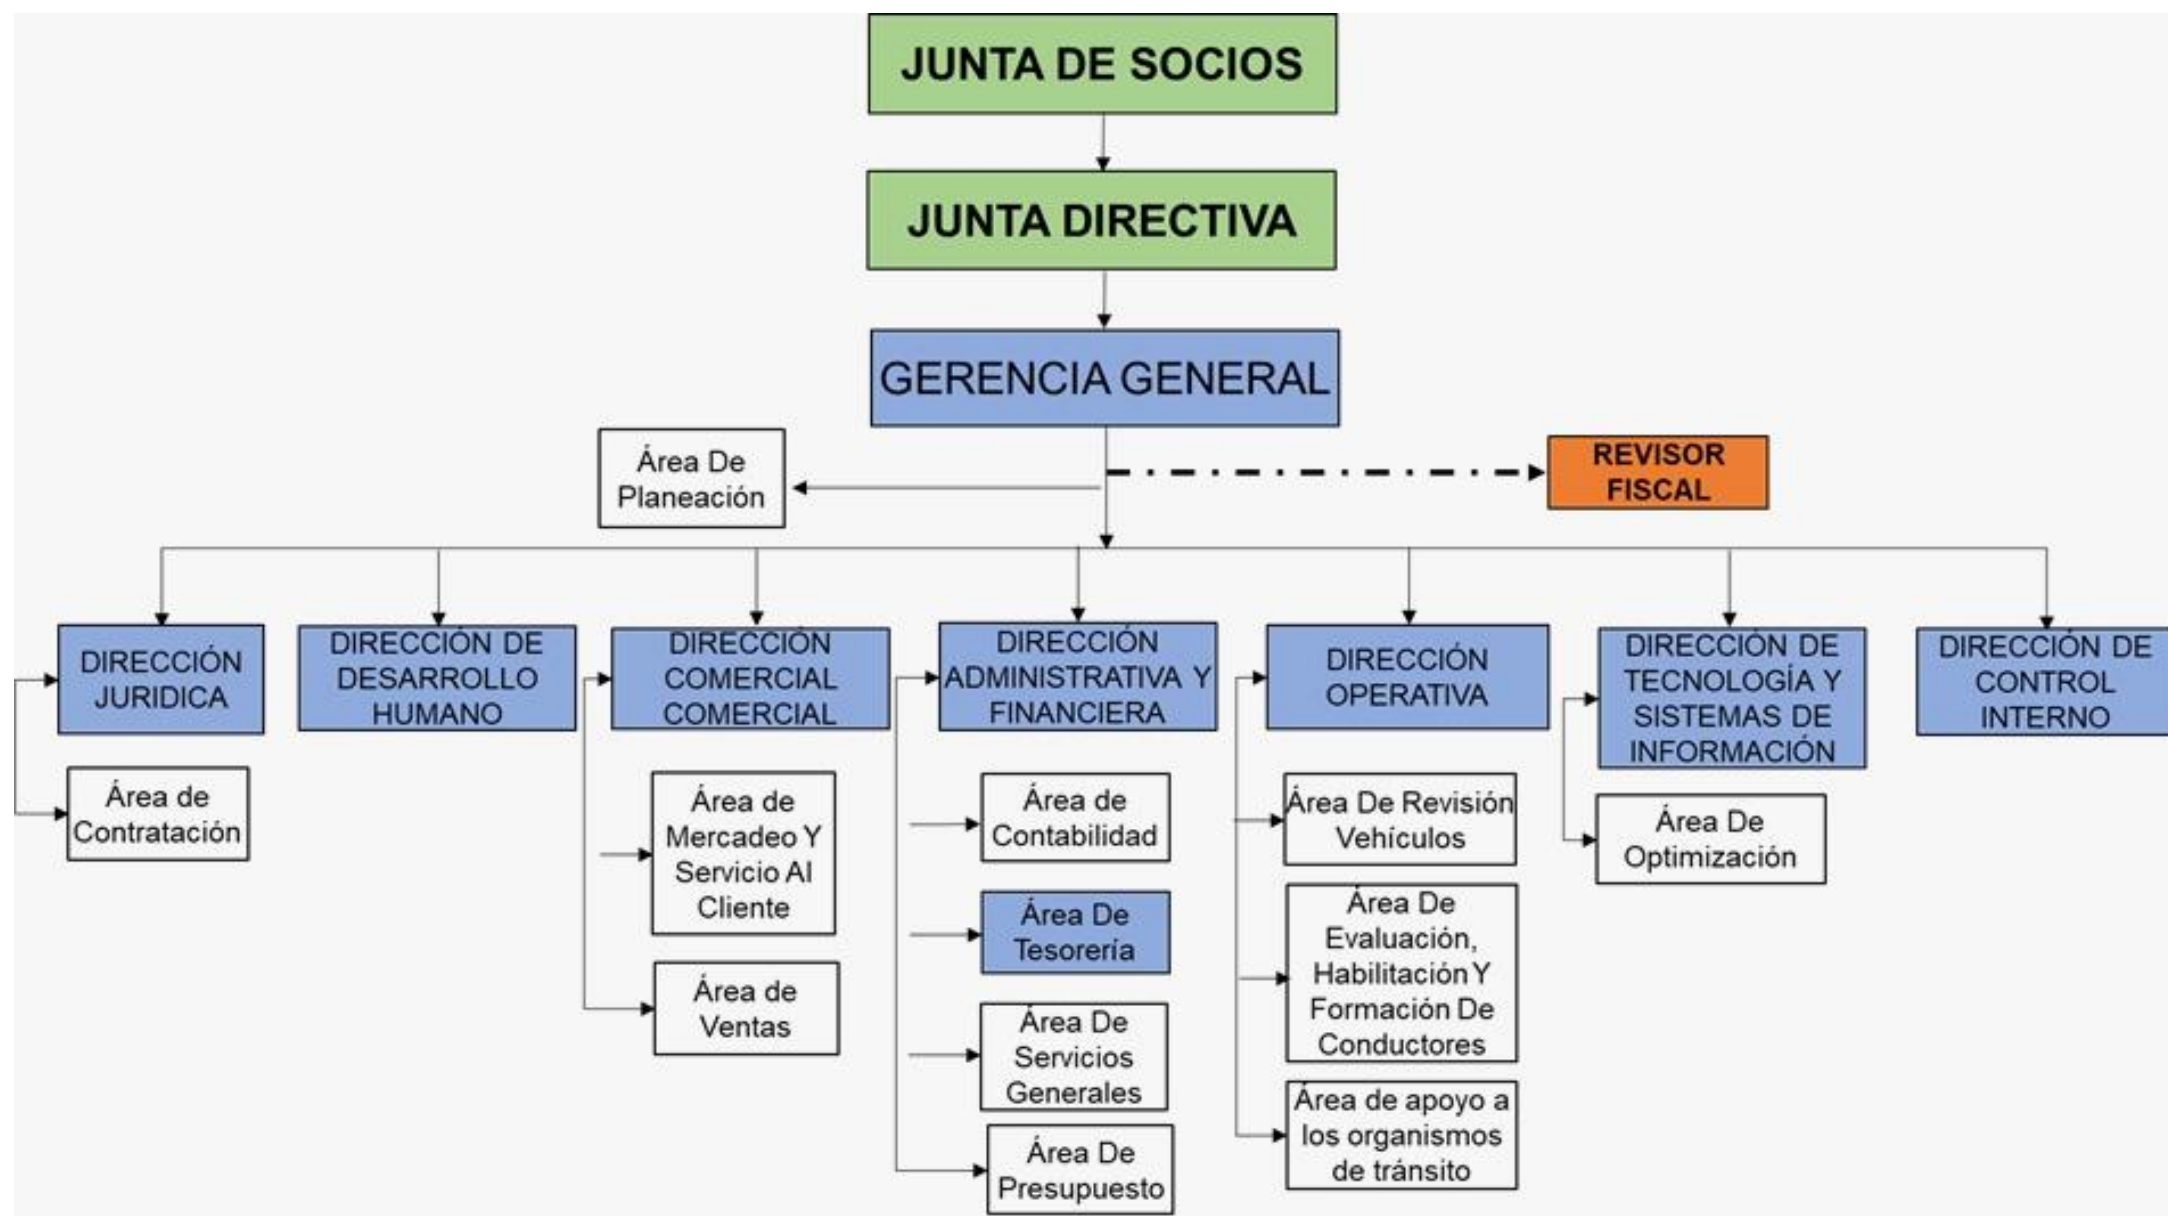 JUNTA DE SOCIOS
JUNTA DIRECTIVA
GERENCIA GENERAL
Área De
Planeación
REVISOR
FISCAL
DIRECCIÓN
JURIDICA
DIRECCIÓN DE
DESARROLLO
HUMANO
DIRECCIÓN
COMERCIAL
COMERCIAL
DIRECCIÓN
ADMINISTRATIVA Y
FINANCIERA
DIRECCIÓN
OPERATIVA
DIRECCIÓN DE
TECNOLOGÍA Y
SISTEMAS DE
INFORMACIÓN
DIRECCIÓN DE
CONTROL
INTERNO
Área de
Contratación
Área de
Mercadeo Y
Servicio Al
Cliente
Área de
Ventas
Área de
Contabilidad
Área De
Tesorería
Área De
Servicios
Generales
Área De
Presupuesto
Área De Revisión
Vehículos
Área De
Evaluación,
Habilitación Y
Formación De
Conductores
Área de apoyo a
los organismos
de tránsito
Área De
Optimización